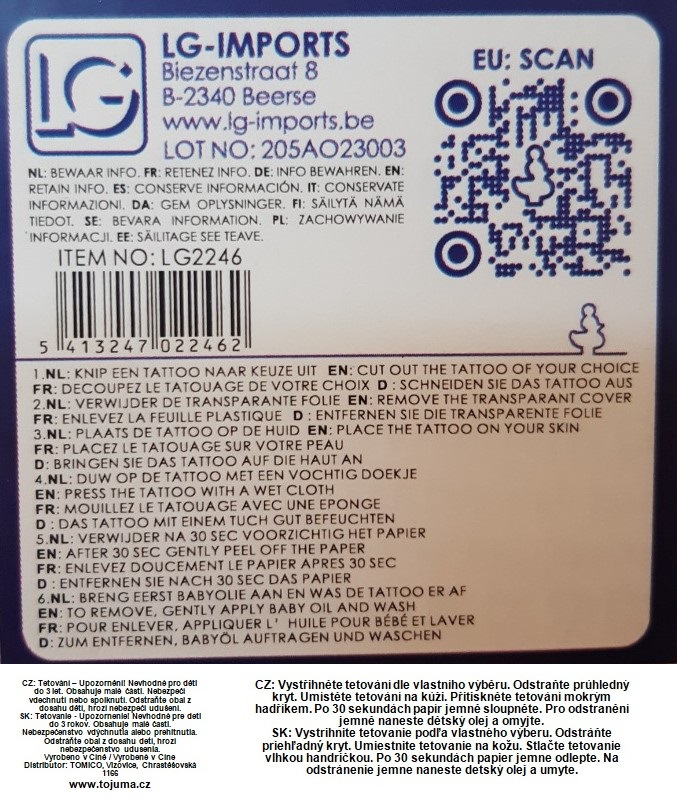 LG
LG-IMPORTS
Biezenstraat 8
B-2340 Beerse
www.lg-imports.be
LOT NO: 205AO23003
EU: SCAN
NL: BEWAAR INFO. FR: RETENEZ INFO. DE: INFO BEWAHREN. EN:
RETAIN INFO. ES: CONSERVE INFORMACIÓN. IT: CONSERVATE
INFORMAZIONI. DA: GEM OPLYSNINGER. FI: SÄILYTÄ NÄMÄ
TIEDOT. SE: BEVARA INFORMATION. PL: ZACHOWYWANIE
INFORMACJI. EE: SÄILITAGE SEE TEAVE.
ITEM NO: LG2246
5 413247 022462
1.NL: KNIP EEN TATTOO NAAR KEUZE UIT EN: CUT OUT THE TATTOO OF YOUR CHOICE
FR: DECOUPEZ LE TATOUAGE DE VOTRE CHOIX D : SCHNEIDEN SIE DAS TATTOO AUS
2.NL: VERWIJDER DE TRANSPARANTE FOLIE EN: REMOVE THE TRANSPARANT COVER
FR: ENLEVEZ LA FEUILLE PLASTIQUE D : ENTFERNEN SIE DIE TRANSPARENTE FOLIE
3.NL: PLAATS DE TATTOO OP DE HUID EN: PLACE THE TATTOO ON YOUR SKIN
FR: PLACEZ LE TATOUAGE SUR VOTRE PEAU
D: BRINGEN SIE DAS TATTOO AUF DIE HAUT AN
4.NL: DUW OP DE TATTOO MET EEN VOCHTIG DOEKJE
EN: PRESS THE TATTOO WITH A WET CLOTH
FR: MOUILLEZ LE TATOUAGE AVEC UNE EPONGE
D : DAS TATTOO MIT EINEM TUCH GUT BEFEUCHTEN
5.NL: VERWIJDER NA 30 SEC VOORZICHTIG HET PAPIER
EN: AFTER 30 SEC GENTLY PEEL OFF THE PAPER
FR: ENLEVEZ DOUCEMENT LE PAPIER APRES 30 SEC
D : ENTFERNEN SIE NACH 30 SEC DAS PAPIER
6.NL: BRENG EERST BABYOLIE AAN EN WAS DE TATTOO ER AF
EN: TO REMOVE, GENTLY APPLY BABY OIL AND WASH
FR: POUR ENLEVER, APPLIQUER L' HUILE POUR BÉBÉ ET LAVER
D: ZUM ENTFERNEN, BABYÖL AUFTRAGEN UND WASCHEN
CZ: Tetování – Upozornění! Nevhodné pro děti
do 3 let. Obsahuje malé části. Nebezpečí
vdechnutí nebo spolknutí. Odstraňte obal z
dosahu dětí, hrozí nebezpečí udušení.
SK: Tetovanie - Upozornenie! Nevhodné pre deti
do 3 rokov. Obsahuje malé časti.
Nebezpečenstvo vdýchnutia alebo prehltnutia.
Odstráňte obal z dosahu detí, hrozí
nebezpečenstvo udusenia.
Vyrobeno v Číně / Vyrobené v Číne
Distributor: TOMICO, Vizovice, Chrastěšovská
1166
www.tojuma.cz
CZ: Vystřihněte tetování dle vlastního výběru. Odstraňte průhledný
kryt. Umístěte tetování na kůži. Přitiskněte tetování mokrým
hadříkem. Po 30 sekundách papír jemně sloupněte. Pro odstranění
jemně naneste dětský olej a omyjte.
SK: Vystrihnite tetovanie podľa vlastného výberu. Odstráňte
priehľadný kryt. Umiestnite tetovanie na kožu. Stlačte tetovanie
vlhkou handričkou. Po 30 sekundách papier jemne odlepte. Na
odstránenie jemne naneste detský olej a umyte.